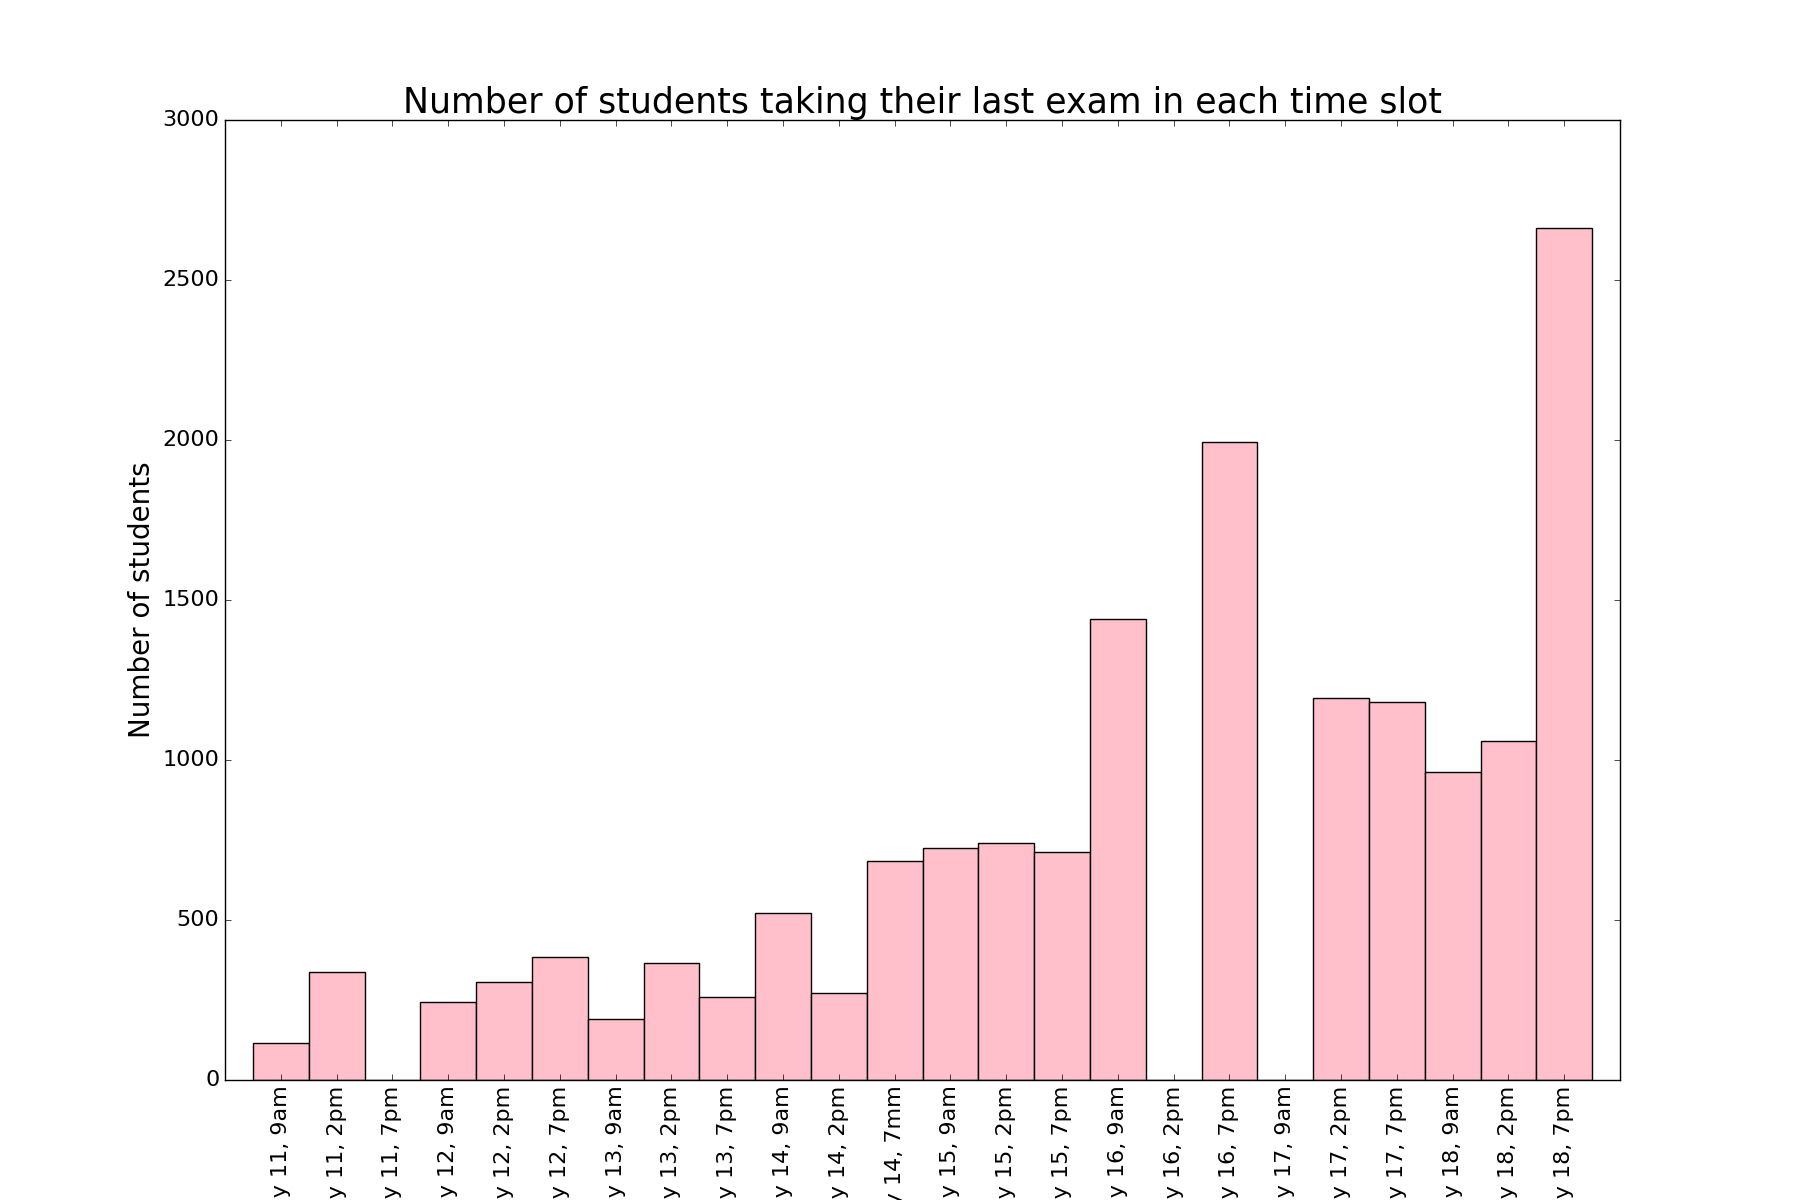 Number of students taking their last exam in each time slot
Number of students
3000
2500
2000
1500
1000
500
0
y 11, 9am
y 11, 2pm
y 11, 7pm
y 12, 9am
y 12, 2pm
y 12, 7pm
y 13, 9am
y 13, 2pm
y 13, 7pm
y 14, 9am
y 14, 2pm
y 14, 7mm
y 15, 9am
y 15, 2pm
y 15, 7pm
y 16, 9am
y 16, 2pm
y 16, 7pm
y 17, 9am
y 17, 2pm
y 17, 7pm
y 18, 9am
y 18, 2pm
y 18, 7pm